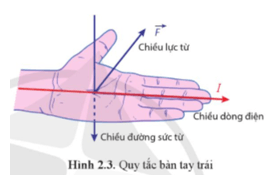 F
Chiều lực từ
I
Chiều dòng điện
Chiều đường sức từ
Hình 2.3. Quy tắc bàn tay trái